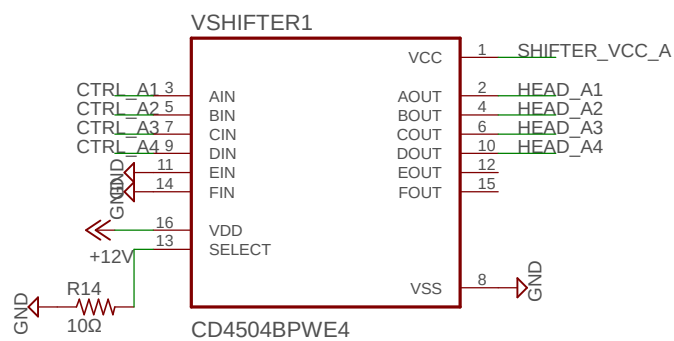 VSHIFTER1
VCC 1 SHIFTER_VCC_A
CTRL_A1 3 AIN AOUT 2 HEAD_A1
CTRL_A2 5 BIN BOUT 4 HEAD_A2
CTRL_A3 7 CIN COUT 6 HEAD_A3
CTRL_A4 9 DIN DOUT 10 HEAD_A4
GND 11 EIN EOUT 12
GND 14 FIN FOUT 15
16 VDD
+12V
13 SELECT
R14
GND
10Ω
VSS 8 GND
CD4504BPWE4